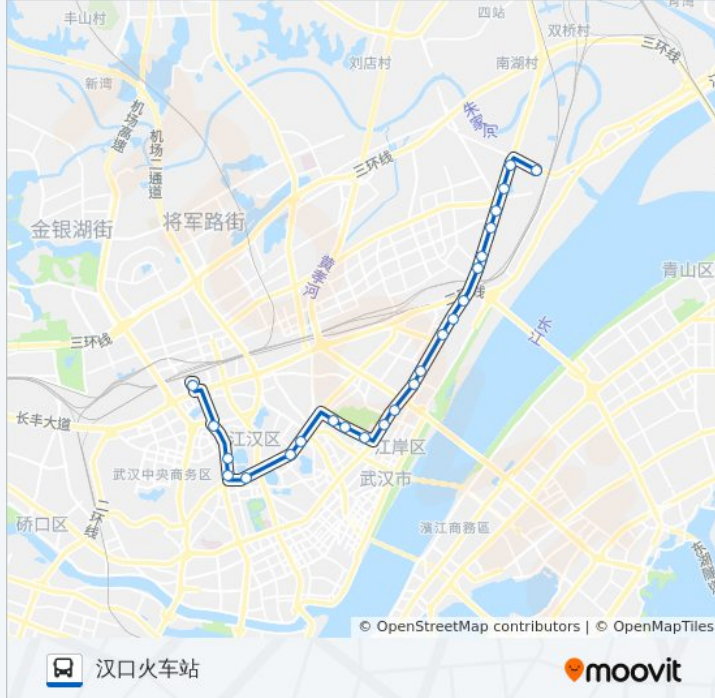 丰山村
四站
双桥村
三环线
刘店村
南湖村
新湾
机场高速
机场二通道
朱家河
三环线
金银湖街
将军路街
黄孝河
青山区
二环线
长江
三环线
长丰大道
江汉区
江岸区
武汉中央商务区
武汉市
二环线
硚口区
濱江商務區
© OpenStreetMap contributors | © OpenMapTiles
汉口火车站
moovit